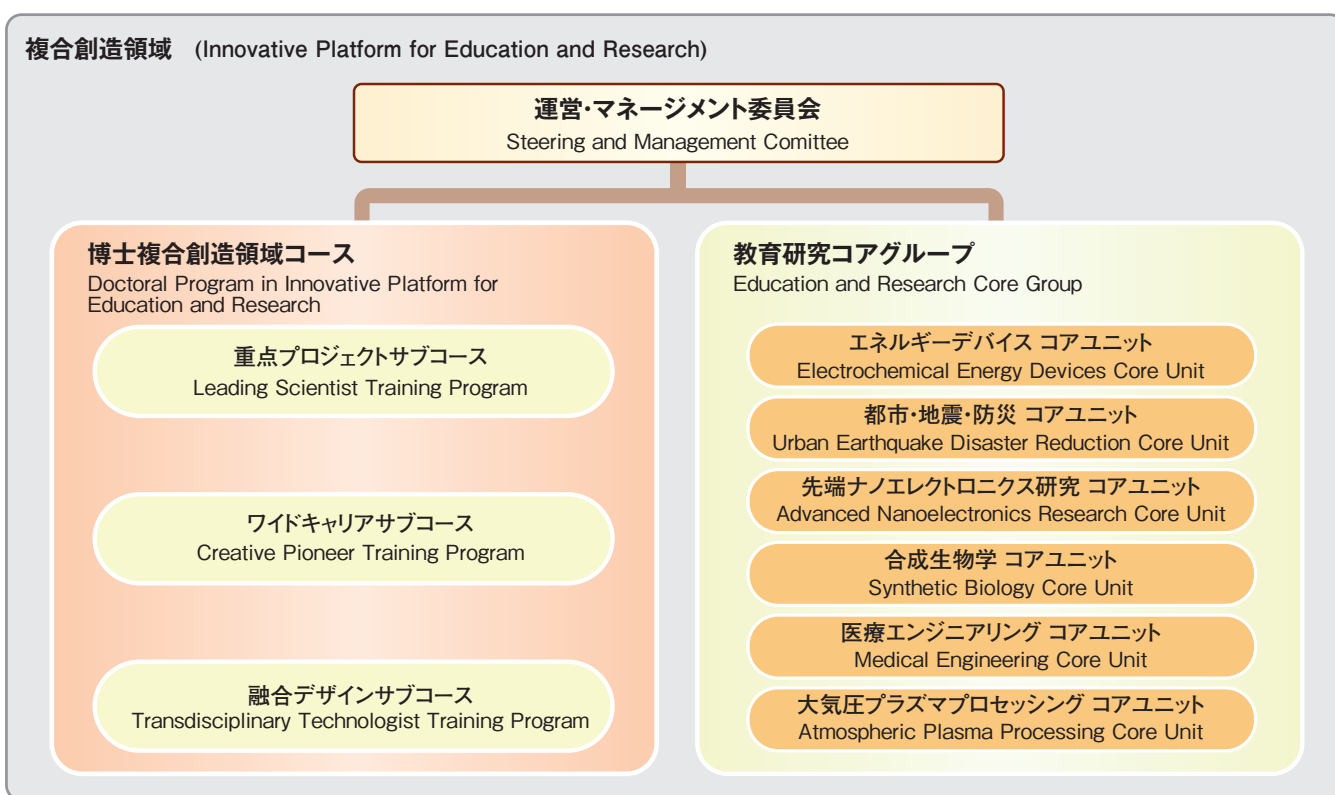 複合創造領域 (Innovative Platform for Education and Research)
運営・マネージメント委員会
Steering and Management Comittee
博士複合創造領域コース
Doctoral Program in Innovative Platform for
Education and Research
重点プロジェクトサブコース
Leading Scientist Training Program
ワイドキャリアサブコース
Creative Pioneer Training Program
融合デザインサブコース
Transdisciplinary Technologist Training Program
教育研究コアグループ
Education and Research Core Group
エネルギーデバイス コアユニット
Electrochemical Energy Devices Core Unit
都市・地震・防災 コアユニット
Urban Earthquake Disaster Reduction Core Unit
先端ナノエレクトロニクス研究 コアユニット
Advanced Nanoelectronics Research Core Unit
合成生物学 コアユニット
Synthetic Biology Core Unit
医療エンジニアリング コアユニット
Medical Engineering Core Unit
大気圧プラズマプロセッシング コアユニット
Atmospheric Plasma Processing Core Unit